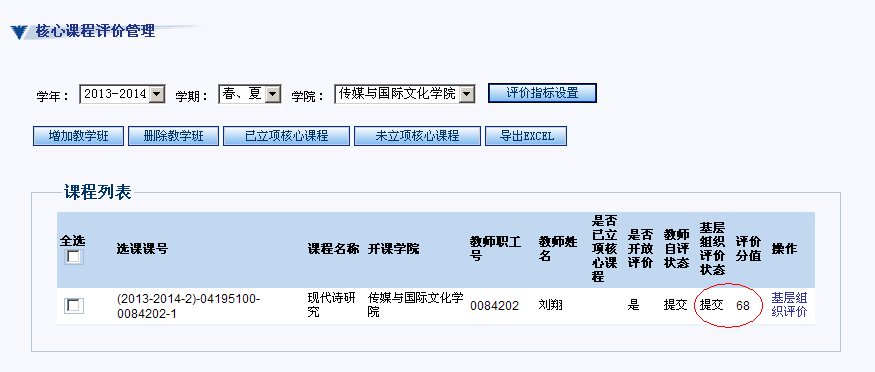 核心课程评价管理
学年： 2013-2014 学期： 春、夏 学院： 传媒与国际文化学院 评价指标设置
增加教学班 删除教学班 已立项核心课程 未立项核心课程 导出EXCEL
课程列表
全选
选课课号
课程名称
开课学院
教师职工
号
教师姓
名
是否
已立
项核
心课
程
是否
开放
评价
教师
自评
状态
基层
组织
评价
状态
评价
分值
操作
(2013-2014-2)-04195100-
0084202-1
现代诗研
究
传媒与国际文化学
院
0084202
刘翔
是
提交
提交
68
基层组
织评价